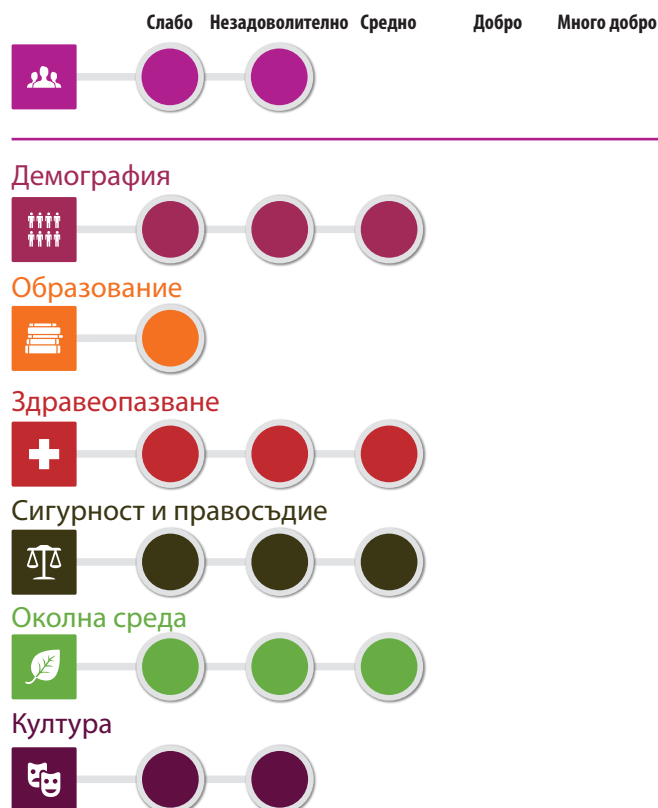 Слабо Незадоволително Средно Добро Много добро
Демография
Образование
Здравеопазване
Сигурност и правосъдие
Околна среда
Култура